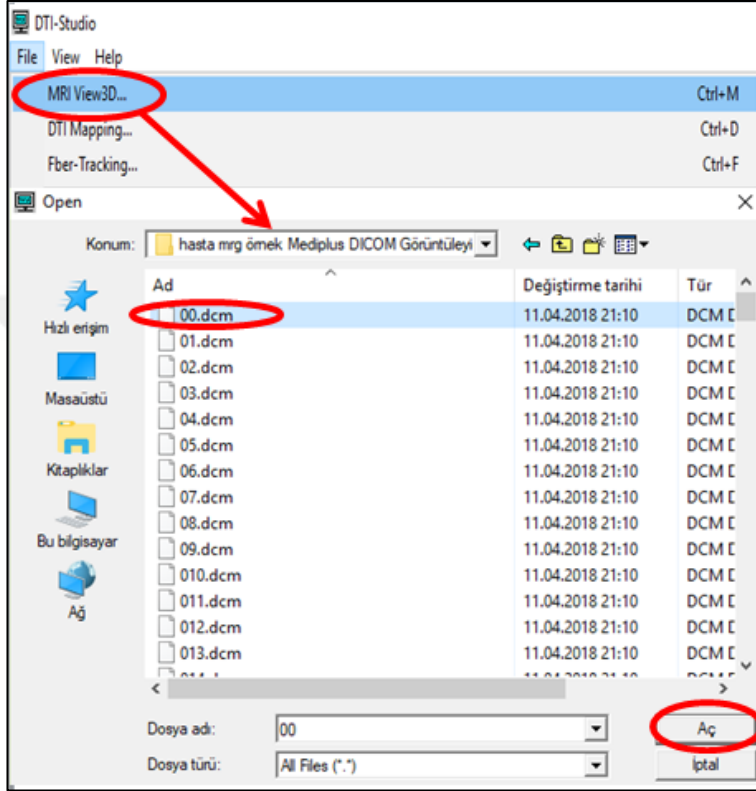 DTI-Studio
File View Help
MRI View3D... Ctrl+M
DTI Mapping... Ctrl+D
Fber-Tracking... Ctrl+F
Open
Konum: hasta mrg örnek Mediplus DICOM Görüntüleyi
Ad Değiştirme tarihi Tür
00.dcm 11.04.2018 21:10 DCM D
01.dcm 11.04.2018 21:10 DCM D
02.dcm 11.04.2018 21:10 DCM D
03.dcm 11.04.2018 21:10 DCM D
04.dcm 11.04.2018 21:10 DCM D
05.dcm 11.04.2018 21:10 DCM D
06.dcm 11.04.2018 21:10 DCM D
07.dcm 11.04.2018 21:10 DCM D
08.dcm 11.04.2018 21:10 DCM D
09.dcm 11.04.2018 21:10 DCM D
010.dcm 11.04.2018 21:10 DCM D
011.dcm 11.04.2018 21:10 DCM D
012.dcm 11.04.2018 21:10 DCM D
013.dcm 11.04.2018 21:10 DCM D
Hızlı erişim
Masaüstü
Kitaplıklar
Bu bilgisayar
Ağ
Dosya adı: 00 Aç
Dosya türü: All Files (*.*) İptal